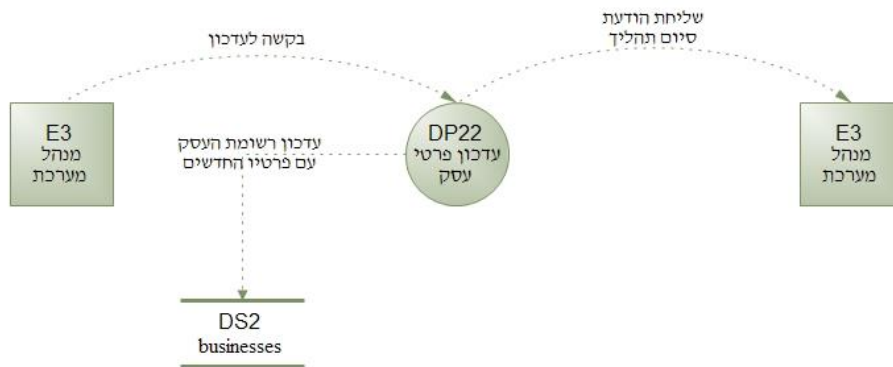 שליחת הודעת
סיום תהליך
בקשה לעדכון
E3
מנהל
מערכת
DP22
עדכון פרטי
עסק
E3
מנהל
מערכת
עדכון רשומת העסק
עם פרטיו החדשים
DS2
businesses